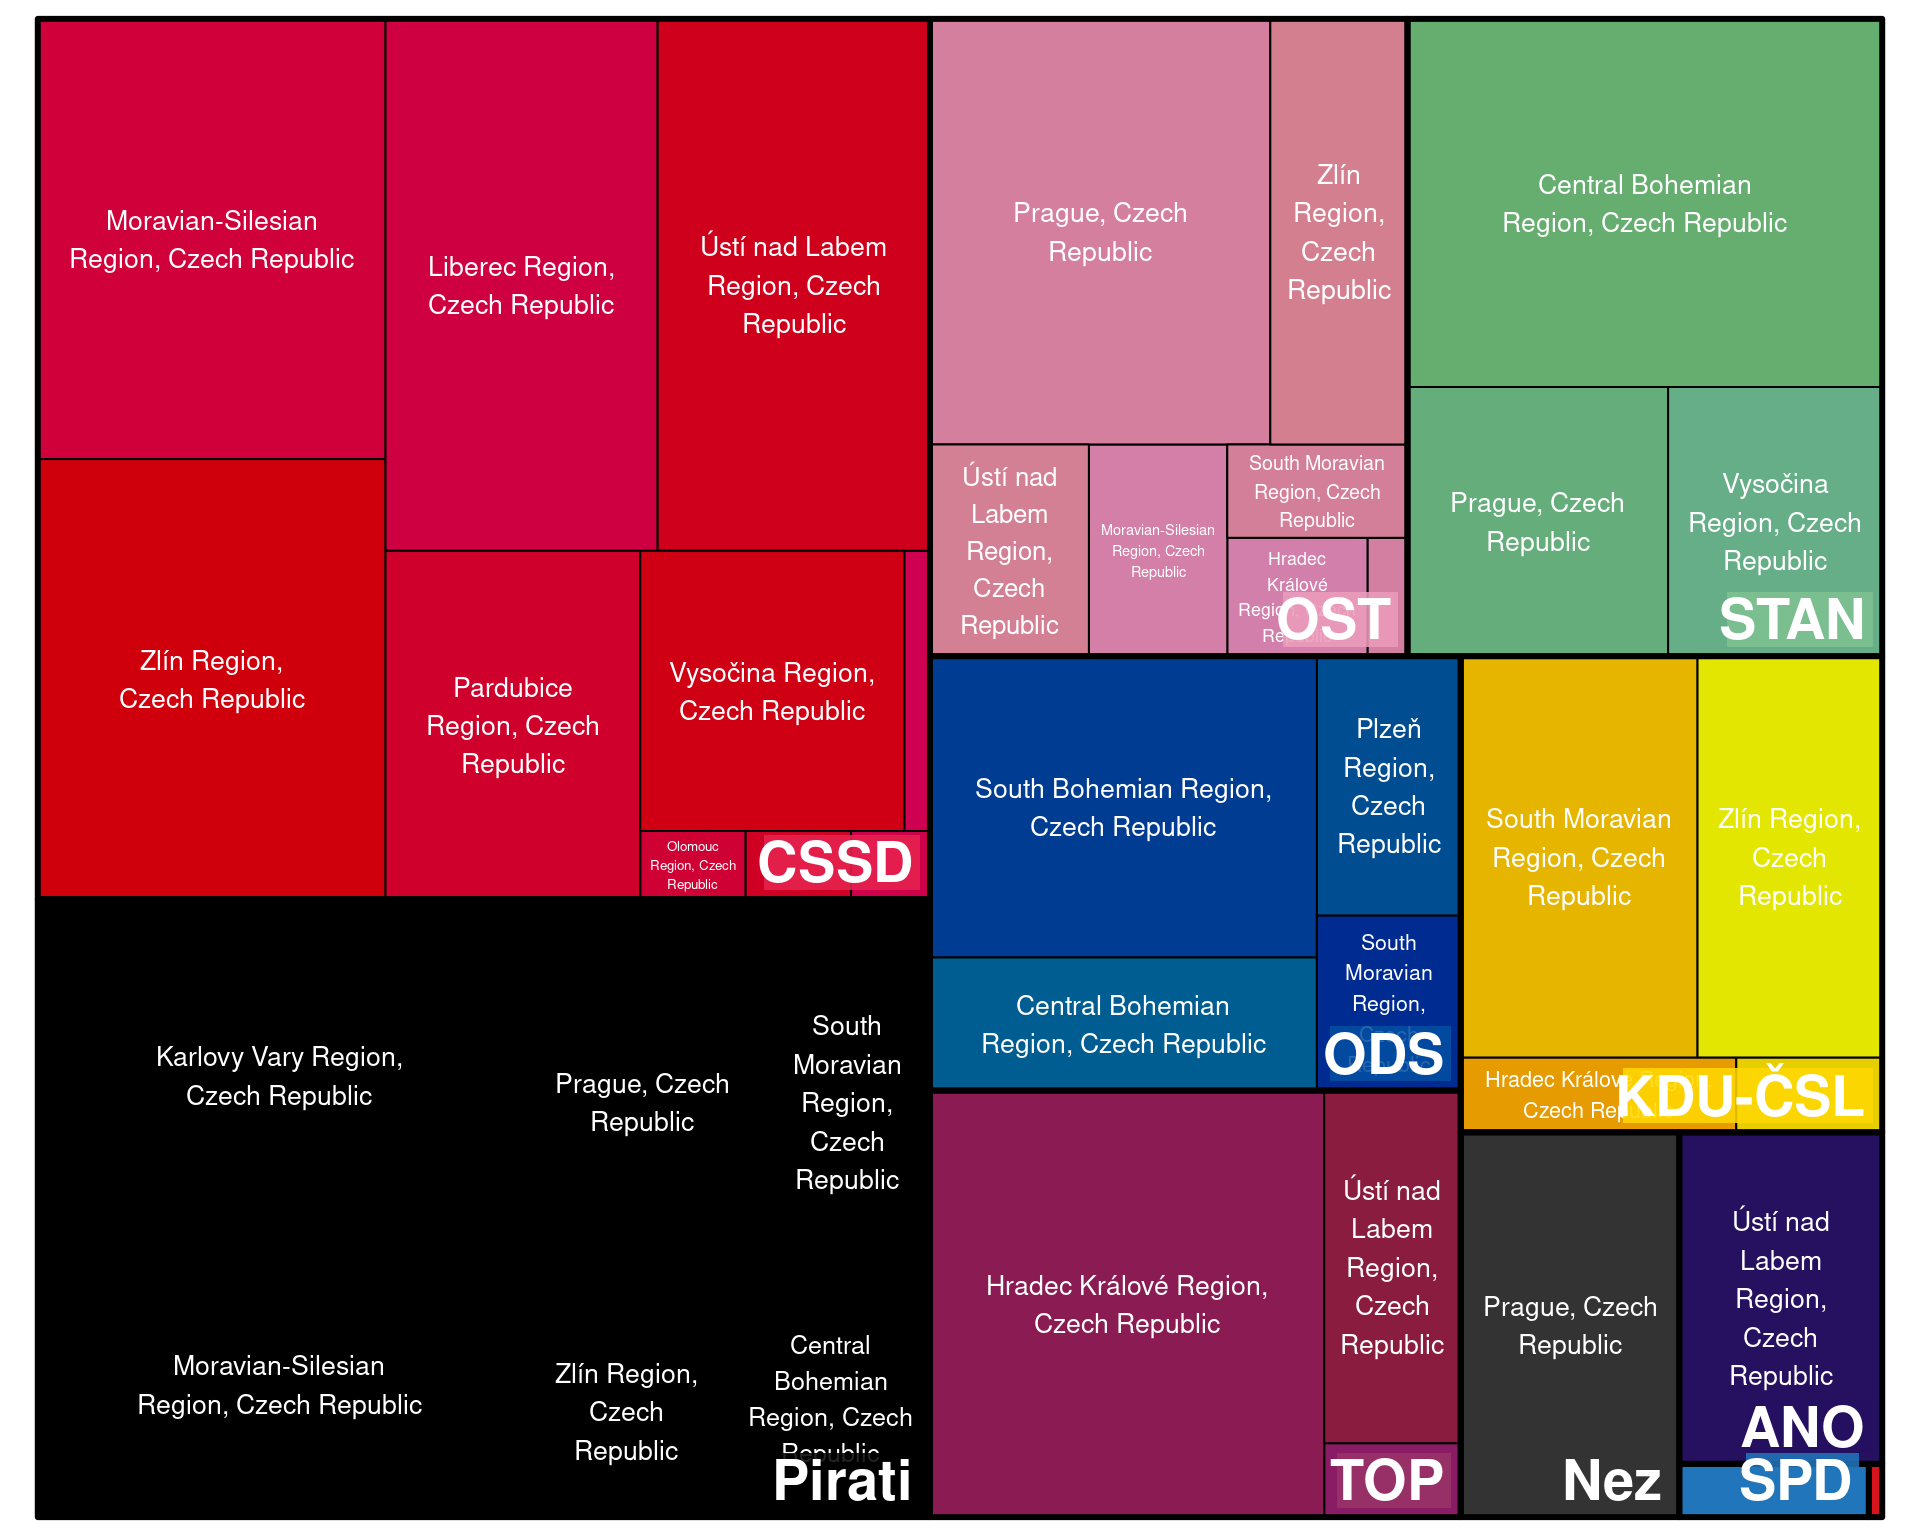 Moravian-Silesian
Region, Czech Republic
Liberec Region,
Czech Republic
Ústí nad Labem
Region, Czech
Republic
Zlín Region,
Czech Republic
Pardubice
Region, Czech
Republic
Vysočina Region,
Czech Republic
Olomouc
Region, Czech
Republic
CSSD
Prague, Czech
Republic
Zlín
Region,
Czech
Republic
Ústí nad
Labem
Region,
Czech
Republic
Moravian-Silesian
Region, Czech
Republic
South Moravian
Region, Czech
Republic
Hradec
Králové
OST
Central Bohemian
Region, Czech Republic
Prague, Czech
Republic
Vysočina
Region, Czech
Republic
STAN
South Bohemian Region,
Czech Republic
Plzeň
Region,
Czech
Republic
Central Bohemian
Region, Czech Republic
South
Moravian
Region,
ODS
South Moravian
Region, Czech
Republic
Zlín Region,
Czech
Republic
Hradec Králové
Czech
KDU-ČSL
Karlovy Vary Region,
Czech Republic
Prague, Czech
Republic
South
Moravian
Region,
Czech
Republic
Moravian-Silesian
Region, Czech Republic
Zlín Region,
Czech
Republic
Central
Bohemian
Region, Czech
Republic
Pirati
Hradec Králové Region,
Czech Republic
Ústí nad
Labem
Region,
Czech
Republic
TOP
Prague, Czech
Republic
Nez
Ústí nad
Labem
Region,
Czech
Republic
ANO
SPD